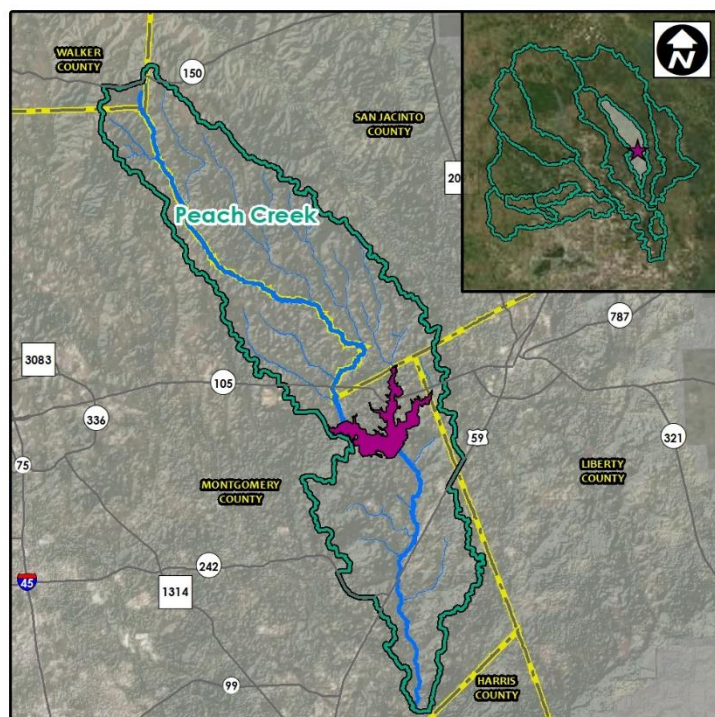 WALKER
COUNTY
150
SAN JACINTO
COUNTY
20
N
Peach Creek
787
3083
105
336
59
321
75
MONTGOMERY
COUNTY
LIBERTY
COUNTY
242
45
1314
99
HARRIS
COUNTY